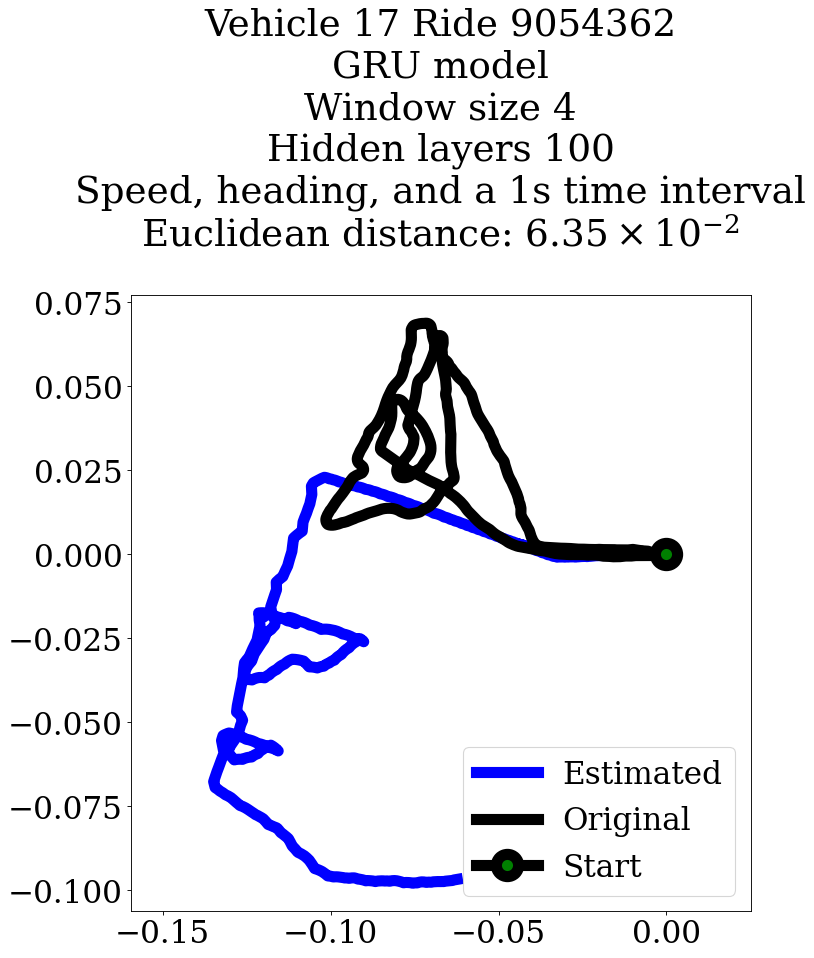 Vehicle 17 Ride 9054362
GRU model
Window size 4
Hidden layers 100
Speed, heading, and a 1s time interval
Euclidean distance: 6.35 × 10⁻²
0.075
0.050
0.025
0.000
−0.025
−0.050
−0.075
−0.100
Estimated
Original
Start
−0.15
−0.10
−0.05
0.00